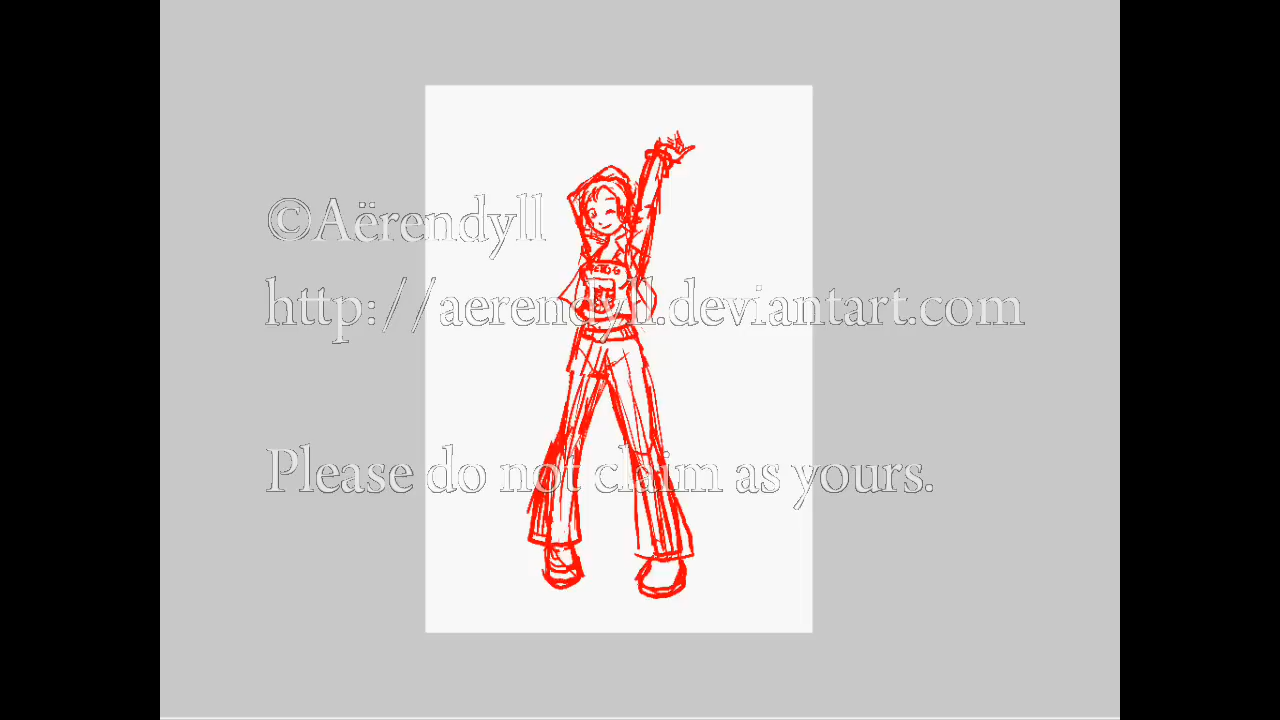 ©Aërendyll
http://aerendyll.deviantart.com
Please do not claim as yours.